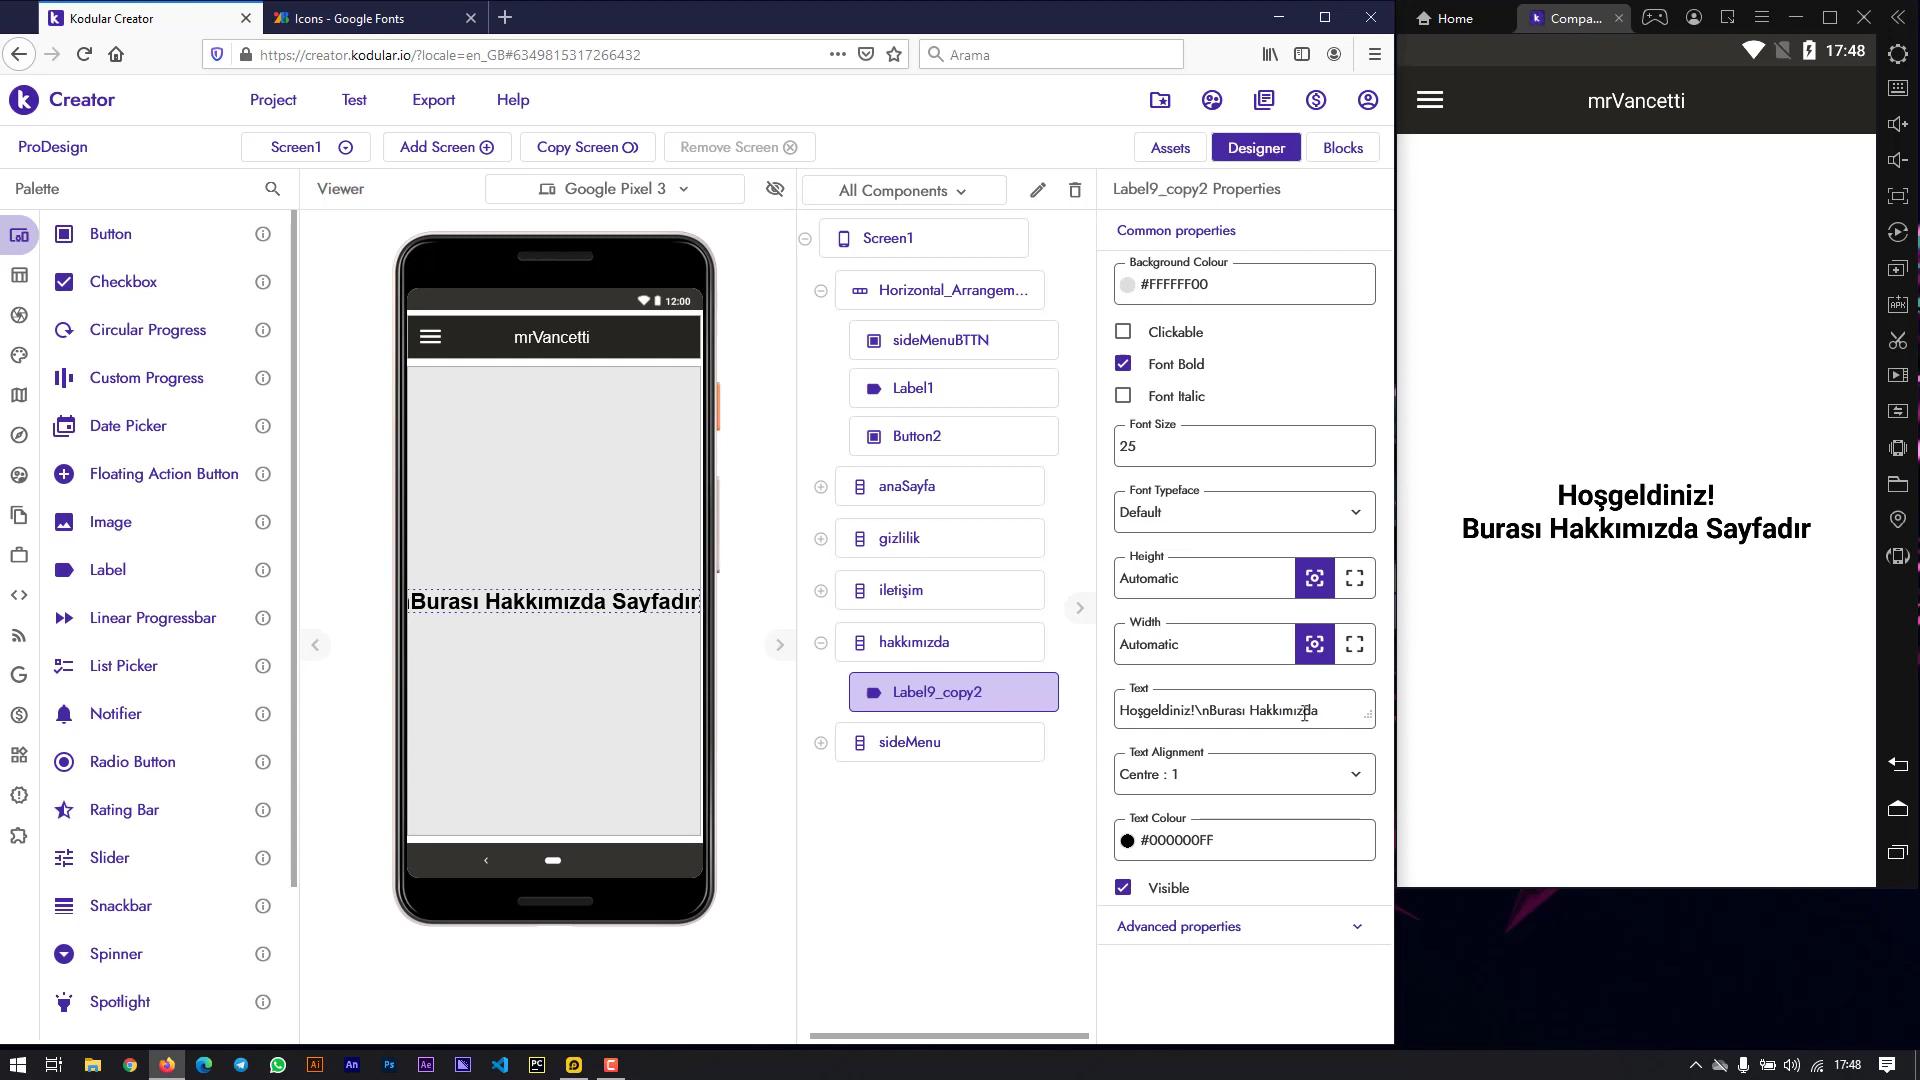 Kodular Creator
Icons - Google Fonts
Home
Compa...
https://creator.kodular.io/?locale=en_GB#6349815317266432
Arama
17:48
Creator
Project
Test
Export
Help
mrVancetti
ProDesign
Screen1
Add Screen
Copy Screen
Remove Screen
Assets
Designer
Blocks
Palette
Viewer
Google Pixel 3
All Components
Label9_copy2 Properties
Button
Checkbox
Circular Progress
Custom Progress
Date Picker
Floating Action Button
Image
Label
Linear Progressbar
List Picker
Notifier
Radio Button
Rating Bar
Slider
Snackbar
Spinner
Spotlight
12:00
mrVancetti
nBurası Hakkımızda Sayfadır
Screen1
Horizontal_Arrangem...
sideMenuBTTN
Label1
Button2
anaSayfa
gizlilik
iletişim
hakkımızda
Label9_copy2
sideMenu
Common properties
Background Colour
#FFFFFF00
Clickable
Font Bold
Font Italic
Font Size
25
Font Typeface
Default
Height
Automatic
Width
Automatic
Text
Hoşgeldiniz!\nBurası Hakkımızda
Text Alignment
Centre : 1
Text Colour
#000000FF
Visible
Advanced properties
Hoşgeldiniz!
Burası Hakkımızda Sayfadır
17:48